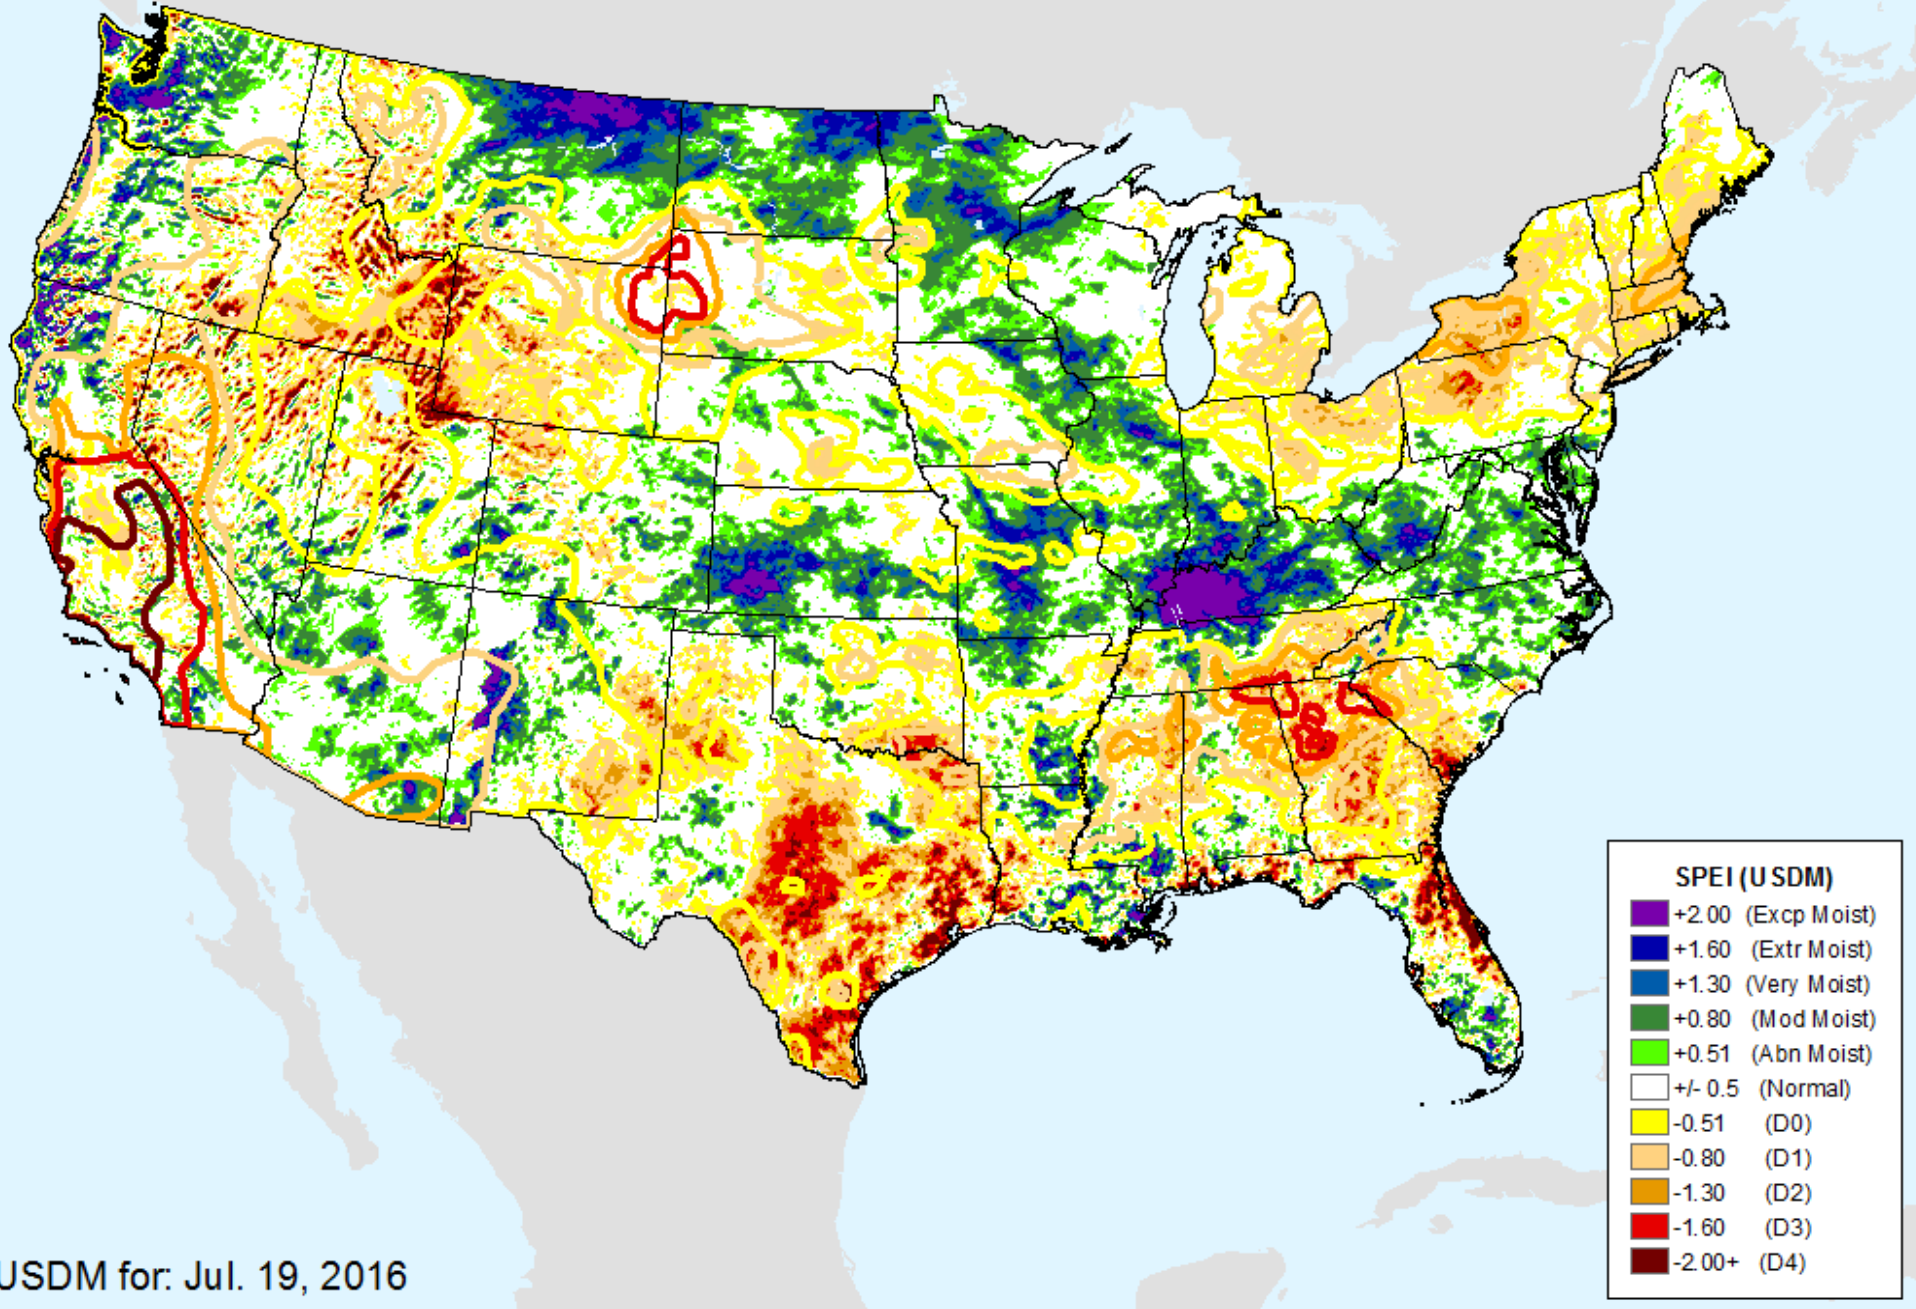 SPEI (USDM)
+2.00 (Excp Moist)
+1.60 (Extr Moist)
+1.30 (Very Moist)
+0.80 (Mod Moist)
+0.51 (Abn Moist)
+/- 0.5 (Normal)
-0.51 (D0)
-0.80 (D1)
-1.30 (D2)
-1.60 (D3)
-2.00+ (D4)
USDM for: Jul. 19, 2016